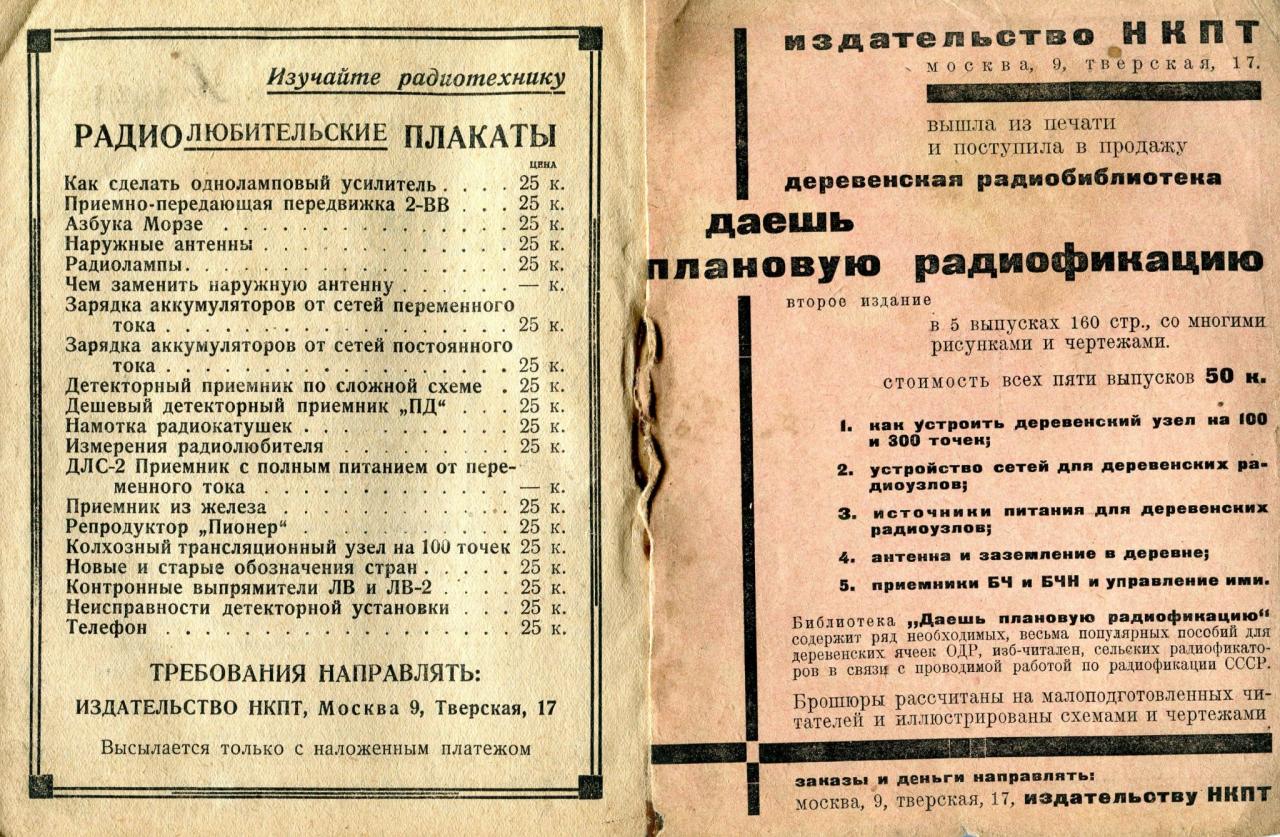 Изучайте радиотехнику
РАДИОЛЮБИТЕЛЬСКИЕ ПЛАКАТЫ
ЦЕНА
Как сделать одноламповый усилитель . . . . 25 к.
Приемно-передающая передвижка 2-ВВ . . . 25 к.
Азбука Морзе . . . . . . . . . . . . . . . 25 к.
Наружные антенны . . . . . . . . . . . . . 25 к.
Радиолампы. . . . . . . . . . . . . . . . . 25 к.
Чем заменить наружную антенну . . . . . . — к.
Зарядка аккумуляторов от сетей переменного
тока . . . . . . . . . . . . . . . . . . 25 к.
Зарядка аккумуляторов от сетей постоянного
тока . . . . . . . . . . . . . . . . . . 25 к.
Детекторный приемник по сложной схеме . 25 к.
Дешевый детекторный приемник „ПД“ . . . 25 к.
Намотка радиокатушек . . . . . . . . . . . 25 к.
Измерения радиолюбителя . . . . . . . . . 25 к.
ДЛС-2 Приемник с полным питанием от пере-
менного тока . . . . . . . . . . . . . — к.
Приемник из железа . . . . . . . . . . . . 25 к.
Репродуктор „Пионер“ . . . . . . . . . . . 25 к.
Колхозный трансляционный узел на 100 точек 25 к.
Новые и старые обозначения стран . . . . . 25 к.
Контронные выпрямители ЛВ и ЛВ-2 . . . . 25 к.
Неисправности детекторной установки . . . 25 к.
Телефон . . . . . . . . . . . . . . . . . . 25 к.
ТРЕБОВАНИЯ НАПРАВЛЯТЬ:
ИЗДАТЕЛЬСТВО НКПТ, Москва 9, Тверская, 17
Высылается только с наложенным платежом
издательство НКПТ
москва, 9, тверская, 17.
вышла из печати
и поступила в продажу
деревенская радиобиблиотека
даешь
плановую радиофикацию
второе издание
в 5 выпусках 160 стр., со многими
рисунками и чертежами.
стоимость всех пяти выпусков 50 к.
1. как устроить деревенский узел на 100
и 300 точек;
2. устройство сетей для деревенских ра-
диоузлов;
3. источники питания для деревенских
радиоузлов;
4. антенна и заземление в деревне;
5. приемники БЧ и БЧН и управление ими.
Библиотека „Даешь плановую радиофикацию“
содержит ряд необходимых, весьма популярных пособий для
деревенских ячеек ОДР, изб-читален, сельских радиофикато-
ров в связи с проводимой работой по радиофикации СССР.
Брошюры рассчитаны на малоподготовленных чи-
тателей и иллюстрированы схемами и чертежами
заказы и деньги направлять:
москва, 9, тверская, 17, издательству НКПТ